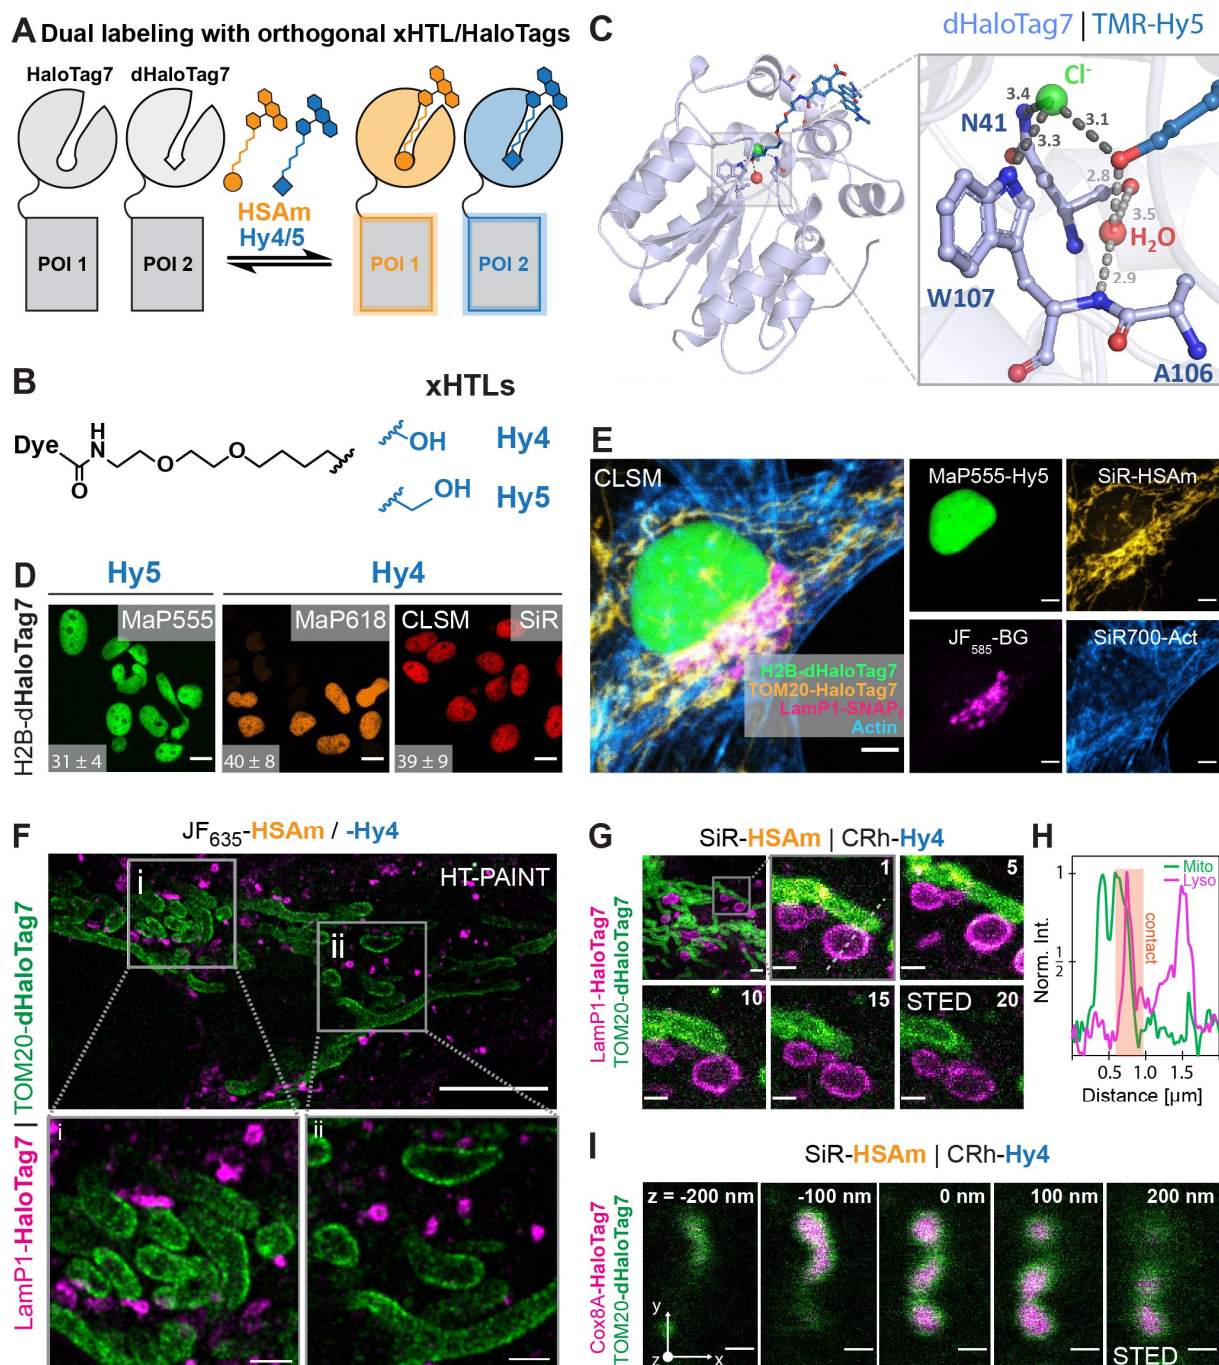 A Dual labeling with orthogonal xHTL/HaloTags
HaloTag7 dHaloTag7
HSAm
Hy4/5
POI 1 POI 2 POI 1 POI 2
B
xHTLs
Dye
H
N
O
O
O
OH Hy4
OH Hy5
C
dHaloTag7 | TMR-Hy5
Cl-
3.4
3.1
3.3
N41
2.8
3.5
H2O
2.9
W107
A106
D
Hy5 Hy4
H2B-dHaloTag7
MaP555
31 ± 4
MaP618
40 ± 8
CLSM SiR
39 ± 9
E
CLSM
H2B-dHaloTag7
TOM20-HaloTag7
LamP1-SNAPf
Actin
MaP555-Hy5
SiR-HSAm
JF585-BG
SiR700-Act
F
JF635-HSAm / -Hy4
LamP1-HaloTag7 | TOM20-dHaloTag7
HT-PAINT
i
ii
i
ii
G
SiR-HSAm | CRh-Hy4
LamP1-HaloTag7
TOM20-dHaloTag7
1
5
10
15
STED 20
H
Mito
Lyso
contact
Norm. Int.
1
1
2
0.5 1.0 1.5
Distance [µm]
I
SiR-HSAm | CRh-Hy4
Cox8A-HaloTag7
TOM20-dHaloTag7
z = -200 nm
-100 nm
0 nm
100 nm
200 nm
y
z x
STED